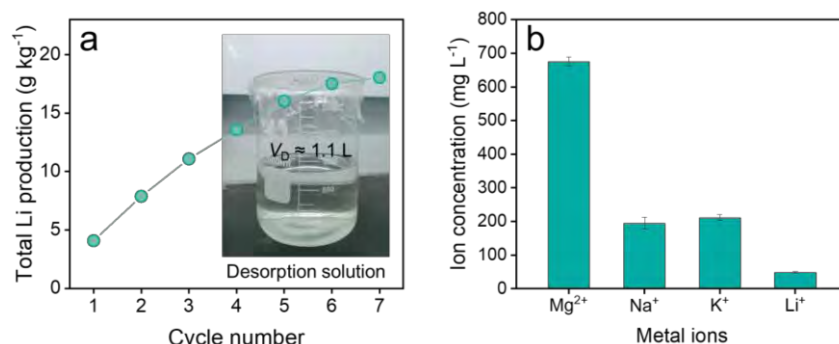 a
Total Li production (g kg⁻¹)
20
15
10
5
0
1 2 3 4 5 6 7
Cycle number
V_D ≈ 1.1 L
Desorption solution
b
Ion concentration (mg L⁻¹)
800
700
600
500
400
300
200
100
0
Mg²⁺ Na⁺ K⁺ Li⁺
Metal ions